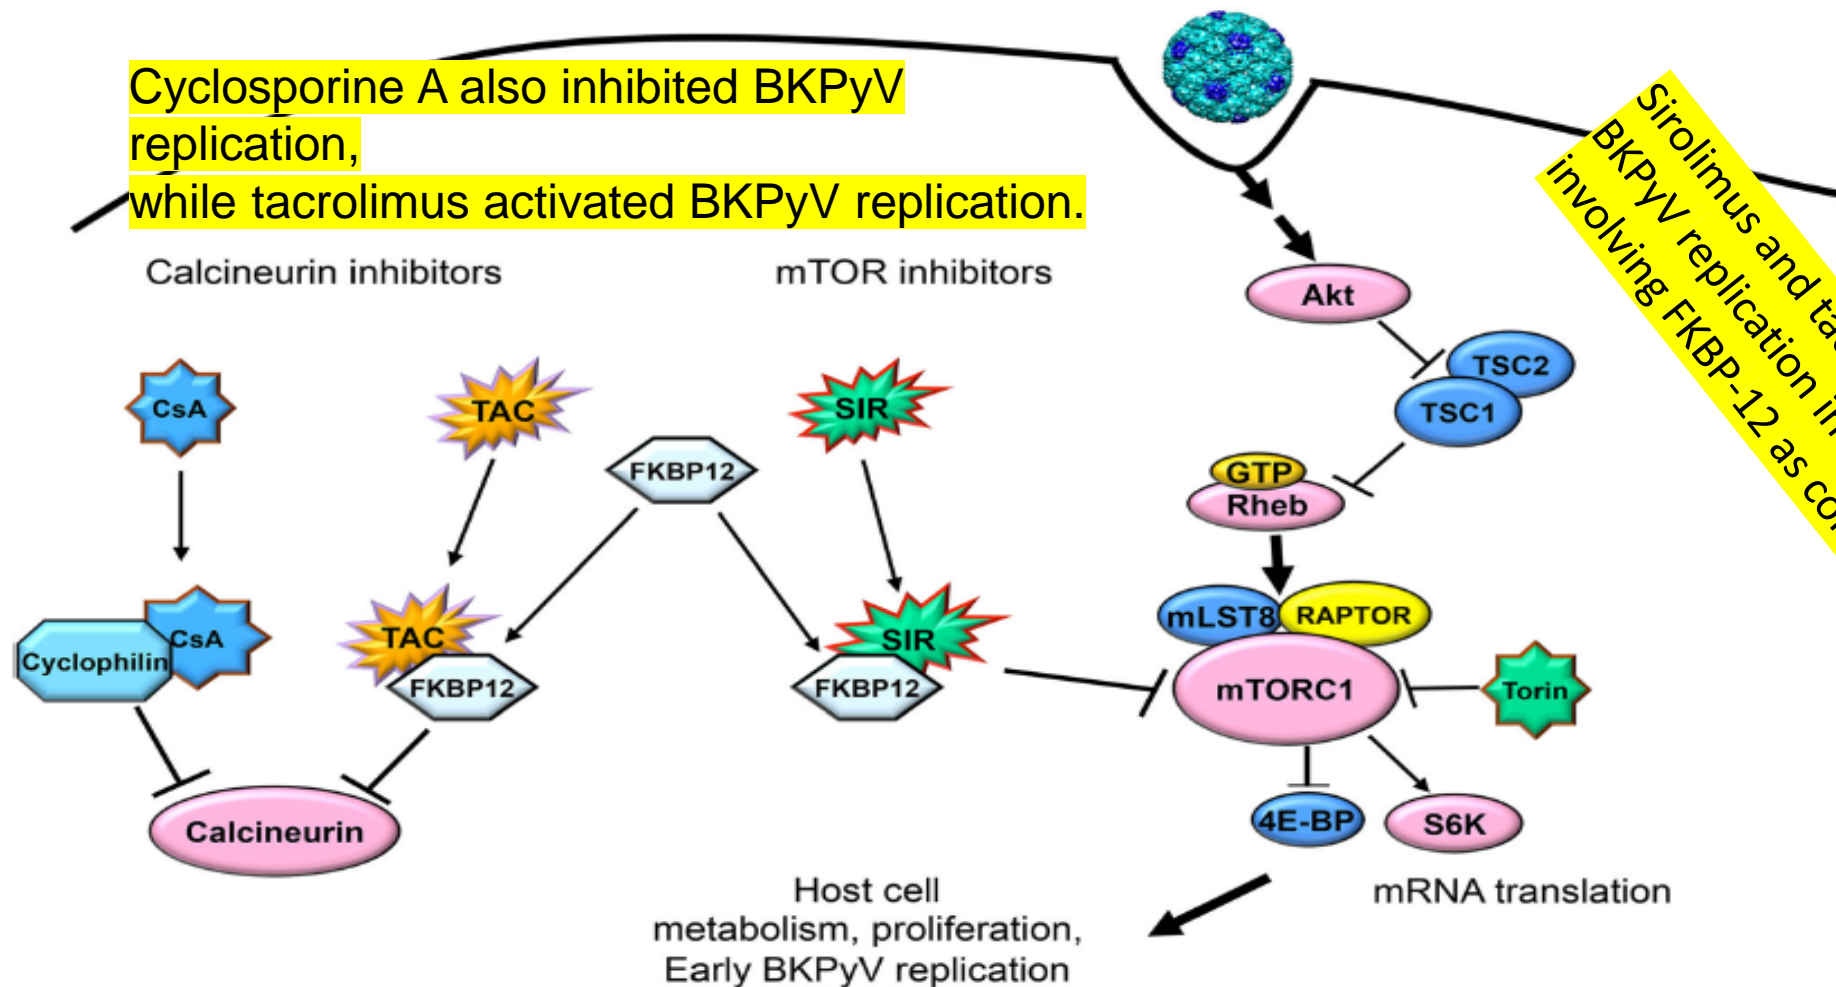 Cyclosporine A also inhibited BKPyV
replication,
while tacrolimus activated BKPyV replication.
Sirolimus and
BKPyV replication
involving FKBP-12 as
Calcineurin inhibitors
mTOR inhibitors
Akt
TSC2
TSC1
CsA
TAC
SIR
FKBP12
GTP
Rheb
mLST8
RAPTOR
CsA
Cyclophilin
TAC
FKBP12
SIR
FKBP12
mTORC1
Torin
Calcineurin
4E-BP
S6K
Host cell
metabolism, proliferation,
Early BKPyV replication
mRNA translation